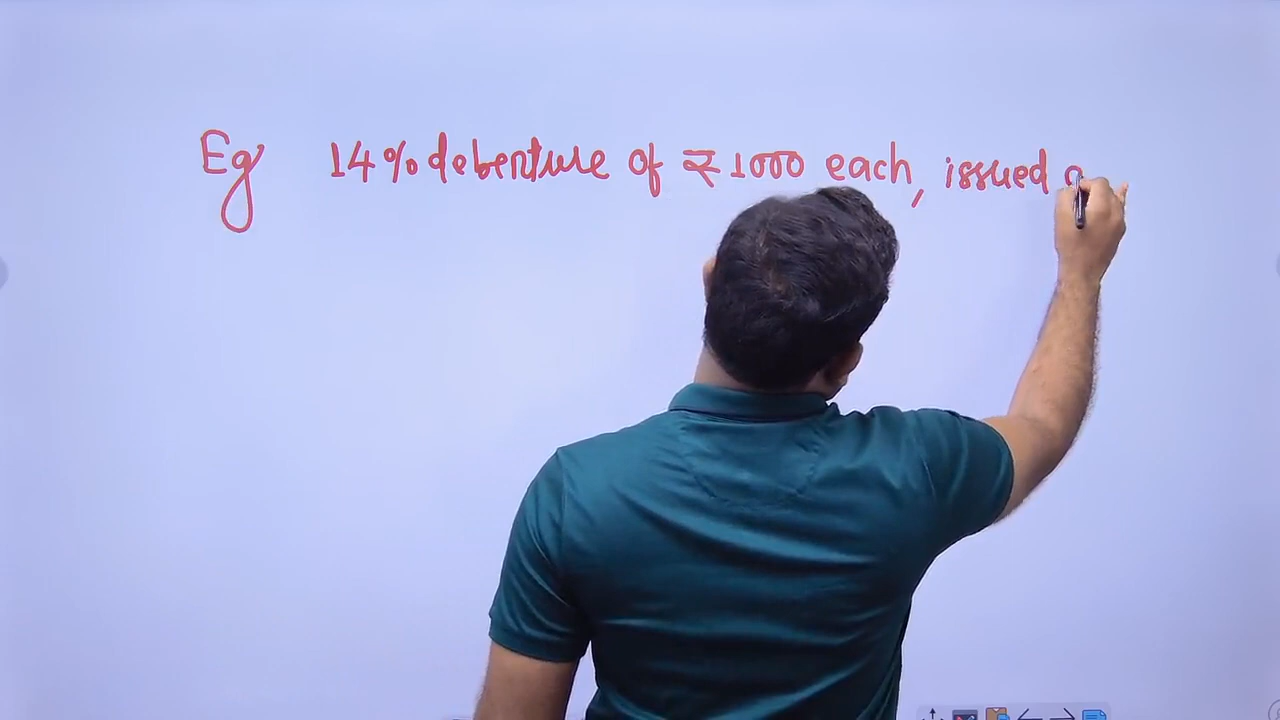 Eg 14% debenture of ₹1000 each, issued